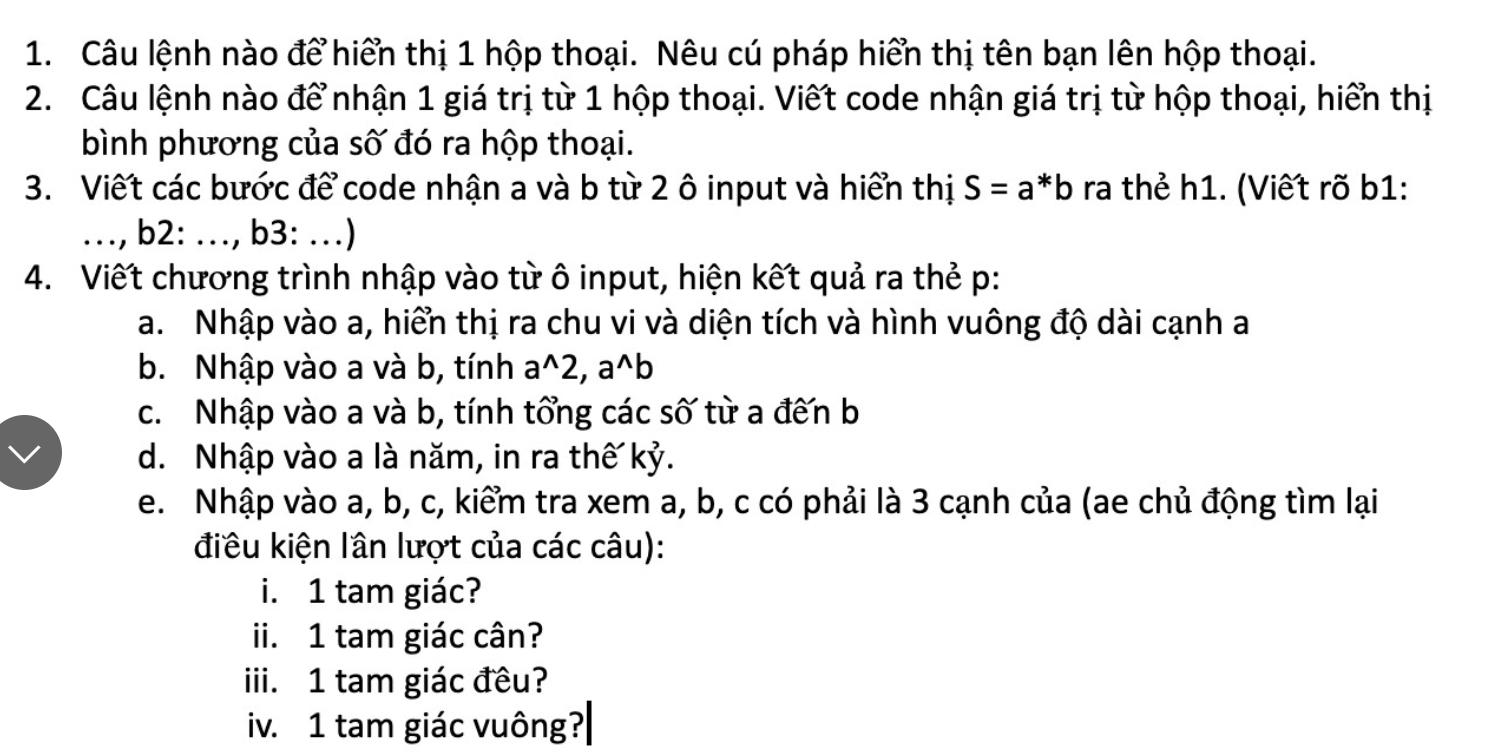 1. Câu lệnh nào để hiển thị 1 hộp thoại. Nêu cú pháp hiển thị tên bạn lên hộp thoại.
2. Câu lệnh nào để nhận 1 giá trị từ 1 hộp thoại. Viết code nhận giá trị từ hộp thoại, hiển thị
bình phương của số đó ra hộp thoại.
3. Viết các bước để code nhận a và b từ 2 ô input và hiển thị S = a*b ra thẻ h1. (Viết rõ b1:
…, b2: …, b3: …)
4. Viết chương trình nhập vào từ ô input, hiện kết quả ra thẻ p:
a. Nhập vào a, hiển thị ra chu vi và diện tích và hình vuông độ dài cạnh a
b. Nhập vào a và b, tính a^2, a^b
c. Nhập vào a và b, tính tổng các số từ a đến b
d. Nhập vào a là năm, in ra thế kỷ.
e. Nhập vào a, b, c, kiểm tra xem a, b, c có phải là 3 cạnh của (ae chủ động tìm lại
điều kiện lần lượt của các câu):
i. 1 tam giác?
ii. 1 tam giác cân?
iii. 1 tam giác đều?
iv. 1 tam giác vuông?